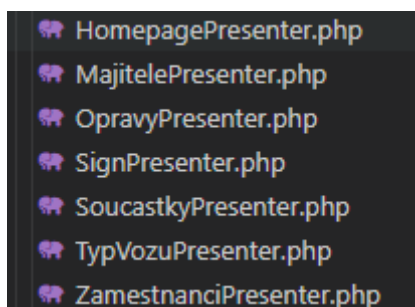 HomepagePresenter.php
MajitelePresenter.php
OpravyPresenter.php
SignPresenter.php
SoucastkyPresenter.php
TypVozuPresenter.php
ZamestnanciPresenter.php